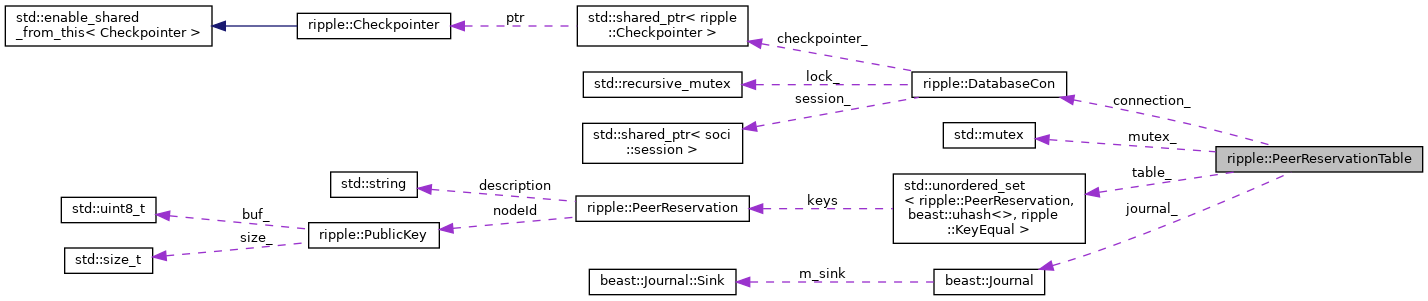 std::enable_shared
_from_this< Checkpointer >
ripple::Checkpointer
ptr
std::shared_ptr< ripple
::Checkpointer >
checkpointer_
std::recursive_mutex
lock_
ripple::DatabaseCon
session_
connection_
std::shared_ptr< soci
::session >
std::mutex
mutex_
ripple::PeerReservationTable
table_
std::string
description
std::unordered_set
< ripple::PeerReservation,
beast::uhash<>, ripple
::KeyEqual >
keys
ripple::PeerReservation
nodeId
journal_
std::uint8_t
buf_
ripple::PublicKey
size_
std::size_t
beast::Journal::Sink
m_sink
beast::Journal